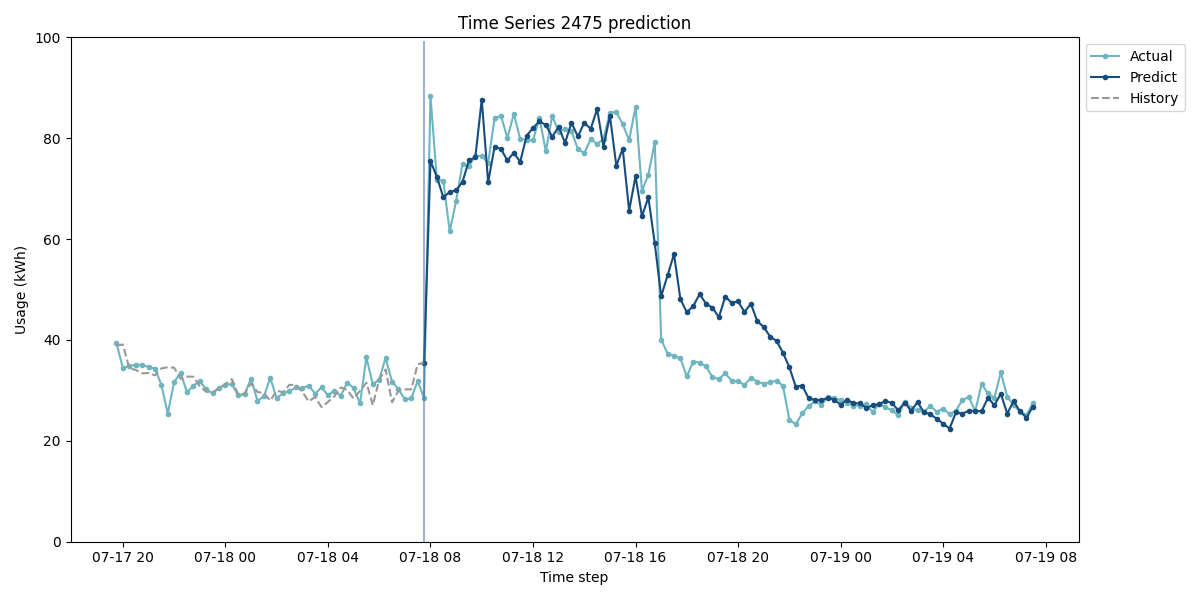 Time Series 2475 prediction
100
80
60
40
20
0
Usage (kWh)
07-17 20
07-18 00
07-18 04
07-18 08
07-18 12
07-18 16
07-18 20
07-19 00
07-19 04
07-19 08
Time step
Actual
Predict
History